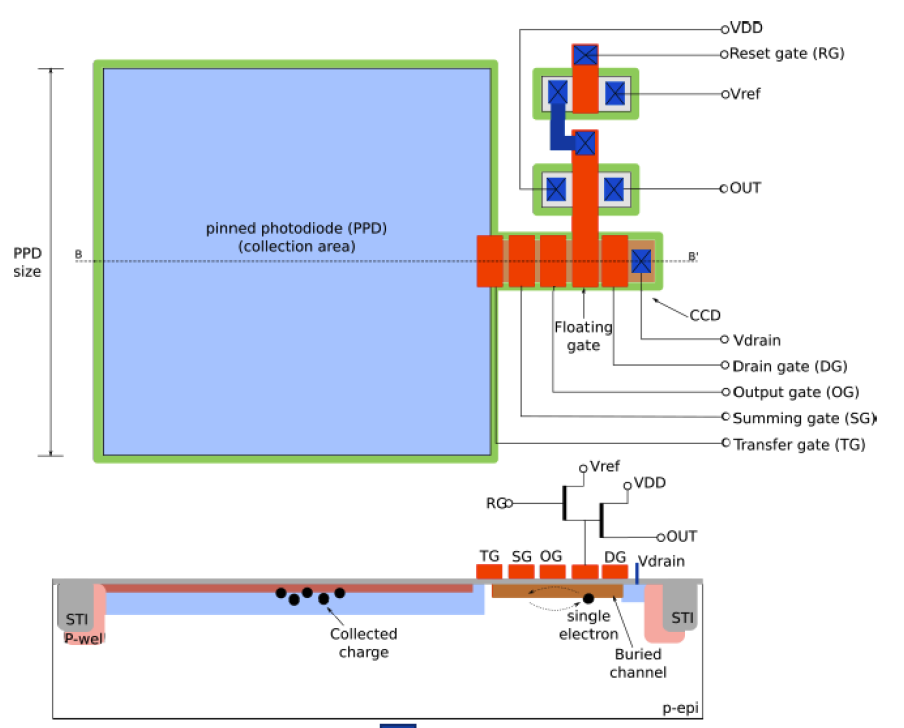 VDD
Reset gate (RG)
Vref
OUT
pinned photodiode (PPD)
(collection area)
PPD
size
B
B'
CCD
Floating
gate
Vdrain
Drain gate (DG)
Output gate (OG)
Summing gate (SG)
Transfer gate (TG)
Vref
VDD
RG
OUT
TG
SG
OG
DG
Vdrain
STI
P-well
Collected
charge
single
electron
Buried
channel
STI
p-epi